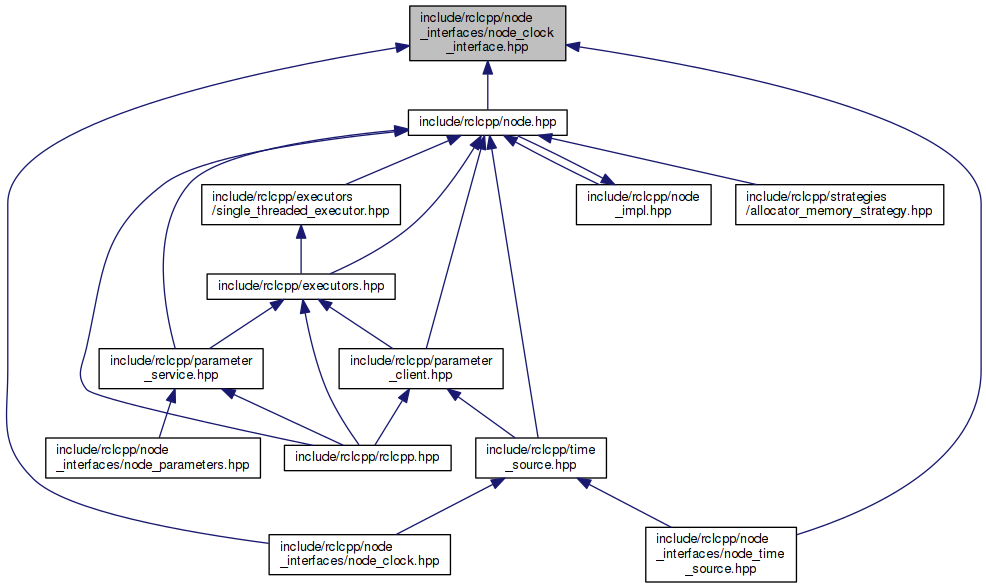 include/rclcpp/node
_interfaces/node_clock
_interface.hpp
include/rclcpp/node.hpp
include/rclcpp/executors
/single_threaded_executor.hpp
include/rclcpp/node
_impl.hpp
include/rclcpp/strategies
/allocator_memory_strategy.hpp
include/rclcpp/executors.hpp
include/rclcpp/parameter
_service.hpp
include/rclcpp/parameter
_client.hpp
include/rclcpp/node
_interfaces/node_parameters.hpp
include/rclcpp/rclcpp.hpp
include/rclcpp/time
_source.hpp
include/rclcpp/node
_interfaces/node_clock.hpp
include/rclcpp/node
_interfaces/node_time
_source.hpp